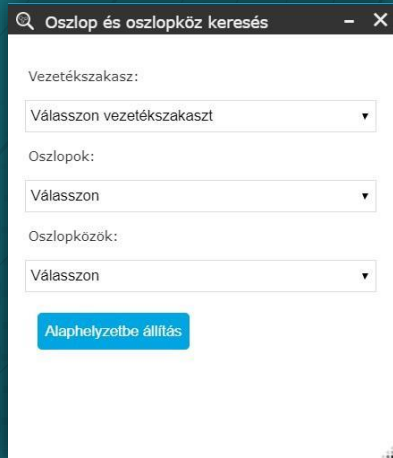 Oszlop és oszlopköz keresés
Vezetékszakasz:
Válasszon vezetékszakaszt
Oszlopok:
Válasszon
Oszlopközök:
Válasszon
Alaphelyzetbe állítás